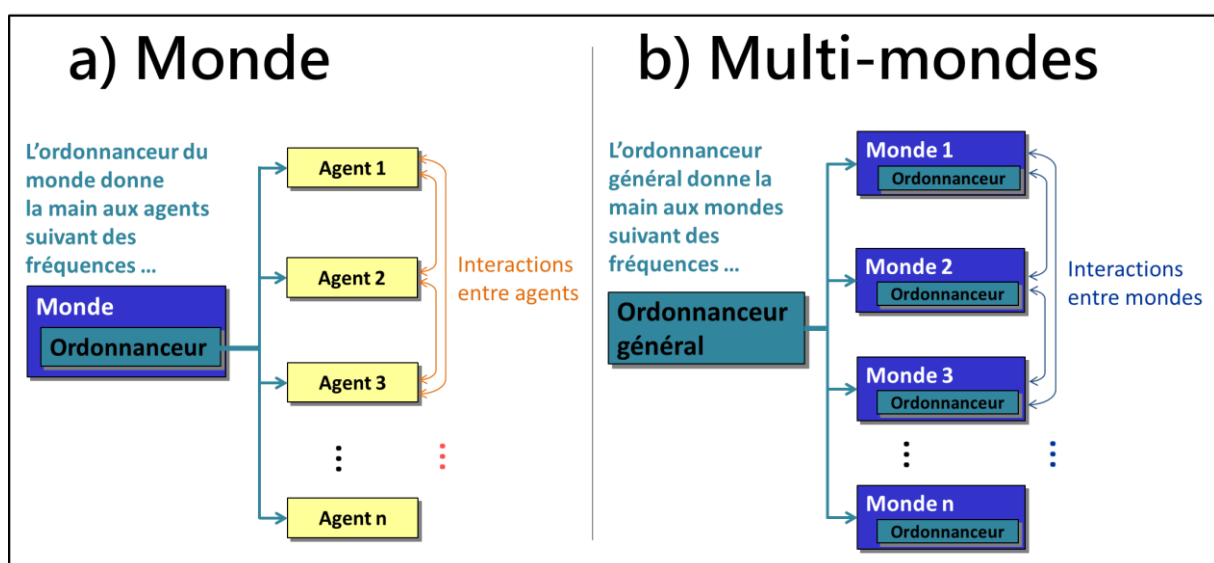 a) Monde
L'ordonnanceur du
monde donne
la main aux agents
suivant des
fréquences ...
Monde
Ordonnanceur
Agent 1
Agent 2
Agent 3
Agent n
Interactions
entre agents
b) Multi-mondes
L'ordonnanceur
général donne la
main aux mondes
suivant des
fréquences ...
Ordonnanceur
général
Monde 1
Ordonnanceur
Monde 2
Ordonnanceur
Monde 3
Ordonnanceur
Monde n
Ordonnanceur
Interactions
entre mondes